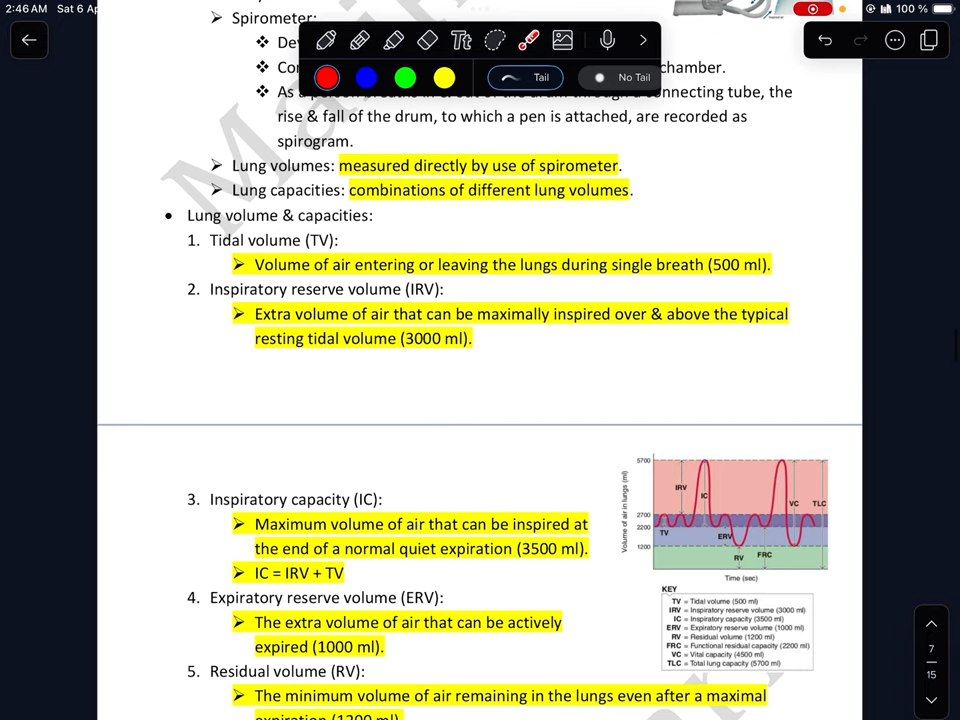 2:46 AM Sat 6 Ap
100 %
➢ Spirometer:
❖ De
❖ Co chamber.
❖ As a connecting tube, the
rise & fall of the drum, to which a pen is attached, are recorded as
spirogram.
➢ Lung volumes: measured directly by use of spirometer.
➢ Lung capacities: combinations of different lung volumes.
• Lung volume & capacities:
1. Tidal volume (TV):
➢ Volume of air entering or leaving the lungs during single breath (500 ml).
2. Inspiratory reserve volume (IRV):
➢ Extra volume of air that can be maximally inspired over & above the typical
resting tidal volume (3000 ml).
3. Inspiratory capacity (IC):
➢ Maximum volume of air that can be inspired at
the end of a normal quiet expiration (3500 ml).
➢ IC = IRV + TV
4. Expiratory reserve volume (ERV):
➢ The extra volume of air that can be actively
expired (1000 ml).
5. Residual volume (RV):
➢ The minimum volume of air remaining in the lungs even after a maximal
expiration (1200 ml).
Tt
Tail
No Tail
Volume of air in lungs (ml)
5700
2700
2200
1200
IRV
IC
VC
TLC
TV
ERV
RV
FRC
Time (sec)
KEY
TV = Tidal volume (500 ml)
IRV = Inspiratory reserve volume (3000 ml)
IC = Inspiratory capacity (3500 ml)
ERV = Expiratory reserve volume (1000 ml)
RV = Residual volume (1200 ml)
FRC = Functional residual capacity (2200 ml)
VC = Vital capacity (4500 ml)
TLC = Total lung capacity (5700 ml)
7
15